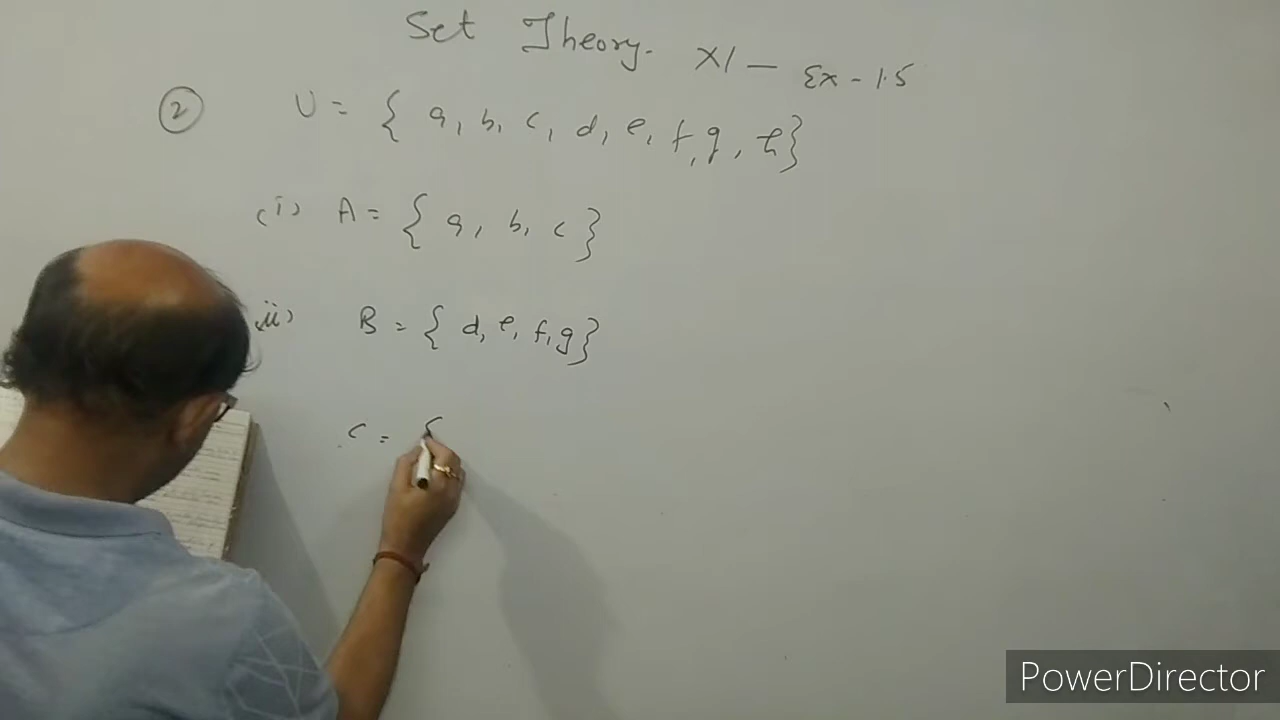 Set Theory. XI - Ex - 1.5
② U = { a, b, c, d, e, f, g, h}
(i) A = { a, b, c }
ii) B = { d, e, f, g}
C = {
PowerDirector